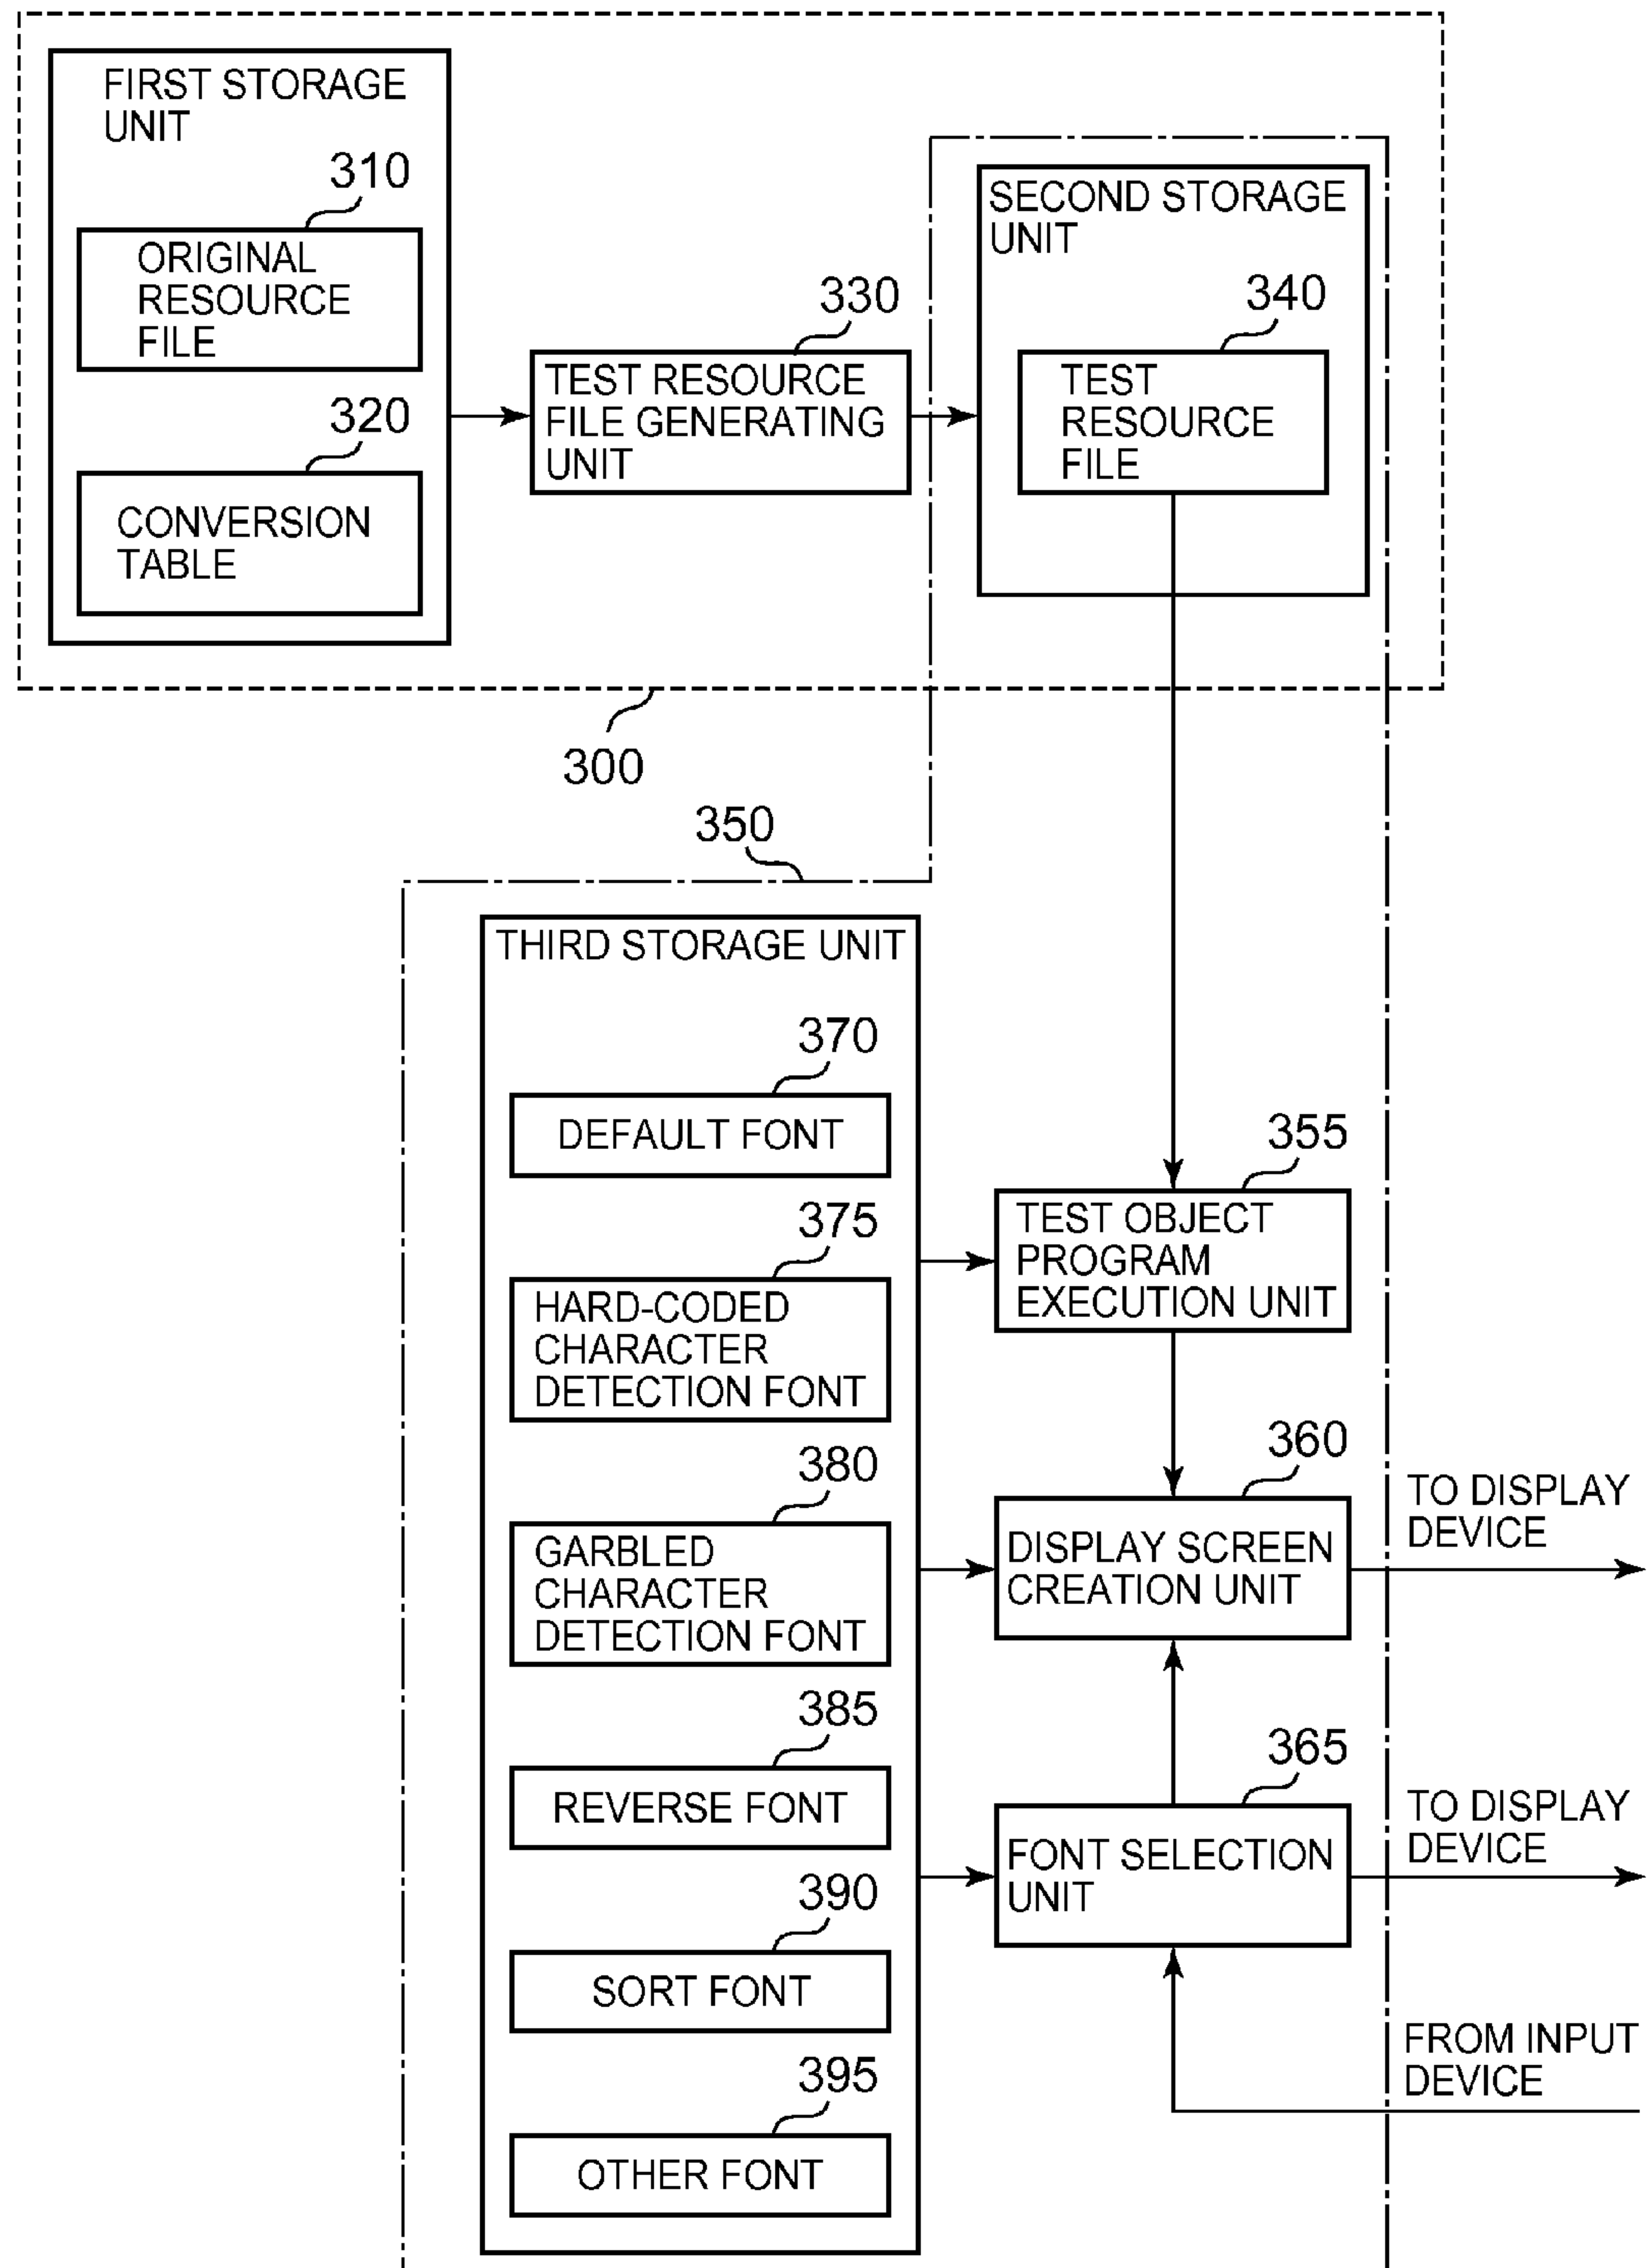 FIRST STORAGE
UNIT
310
ORIGINAL
RESOURCE
FILE
320
CONVERSION
TABLE
330
TEST RESOURCE
FILE GENERATING
UNIT
SECOND STORAGE
UNIT
340
TEST
RESOURCE
FILE
300
350
THIRD STORAGE UNIT
370
DEFAULT FONT
375
HARD-CODED
CHARACTER
DETECTION FONT
380
GARBLED
CHARACTER
DETECTION FONT
385
REVERSE FONT
390
SORT FONT
395
OTHER FONT
355
TEST OBJECT
PROGRAM
EXECUTION UNIT
360
DISPLAY SCREEN
CREATION UNIT
TO DISPLAY
DEVICE
365
FONT SELECTION
UNIT
TO DISPLAY
DEVICE
FROM INPUT
DEVICE